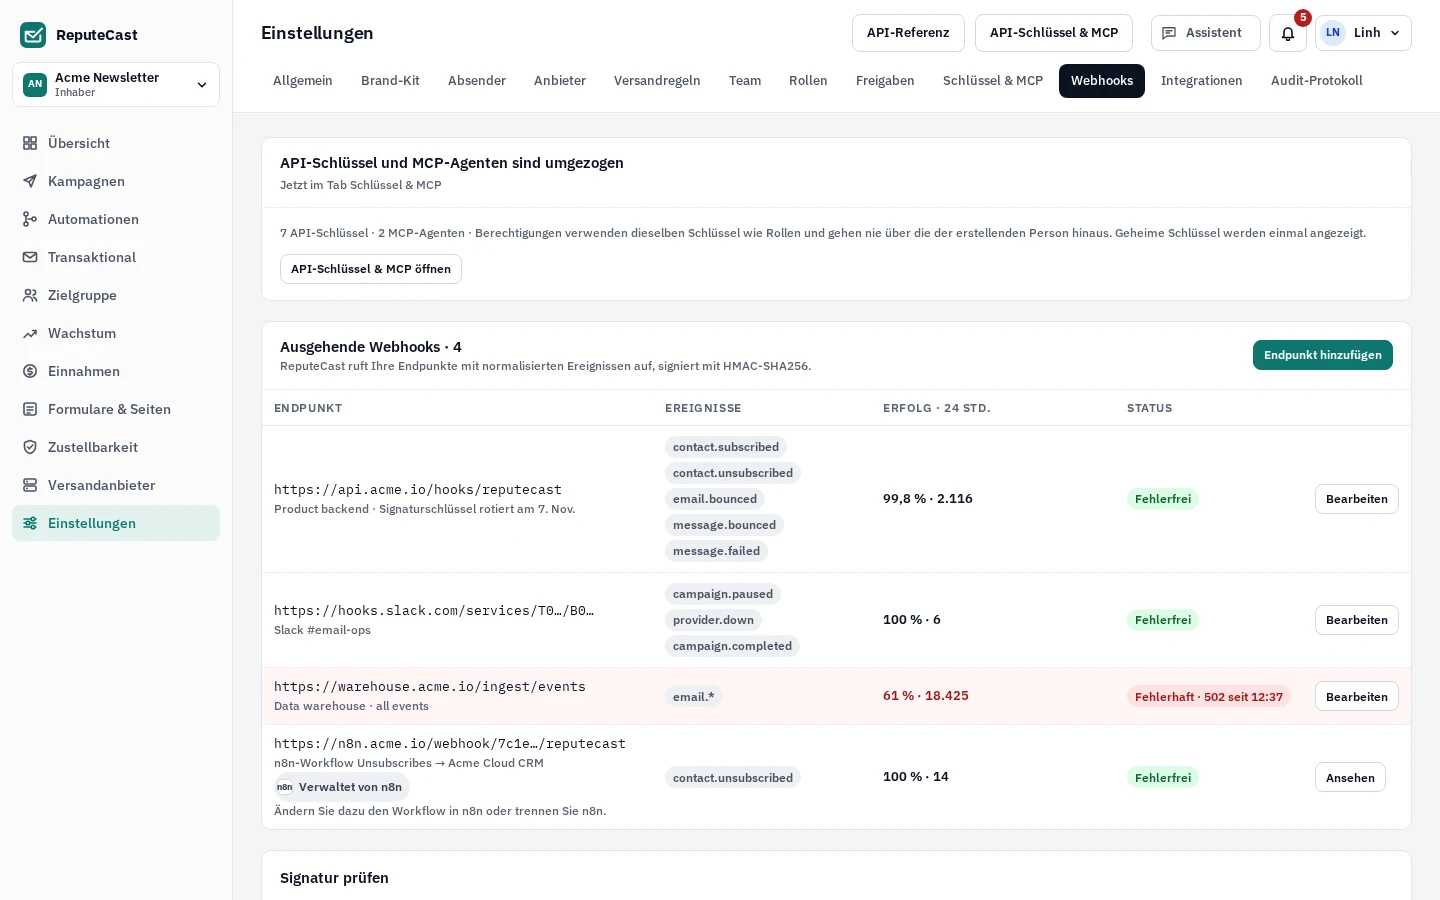 ReputeCast
AN
Acme Newsletter
Inhaber
Übersicht
Kampagnen
Automationen
Transaktional
Zielgruppe
Wachstum
Einnahmen
Formulare & Seiten
Zustellbarkeit
Versandanbieter
Einstellungen
Einstellungen
API-Referenz
API-Schlüssel & MCP
Assistent
5
LN
Linh
Allgemein
Brand-Kit
Absender
Anbieter
Versandregeln
Team
Rollen
Freigaben
Schlüssel & MCP
Webhooks
Integrationen
Audit-Protokoll
API-Schlüssel und MCP-Agenten sind umgezogen
Jetzt im Tab Schlüssel & MCP
7 API-Schlüssel · 2 MCP-Agenten · Berechtigungen verwenden dieselben Schlüssel wie Rollen und gehen nie über die der erstellenden Person hinaus. Geheime Schlüssel werden einmal angezeigt.
API-Schlüssel & MCP öffnen
Ausgehende Webhooks · 4
ReputeCast ruft Ihre Endpunkte mit normalisierten Ereignissen auf, signiert mit HMAC-SHA256.
Endpunkt hinzufügen
ENDPUNKT
EREIGNISSE
ERFOLG · 24 STD.
STATUS
https://api.acme.io/hooks/reputecast
Product backend · Signaturschlüssel rotiert am 7. Nov.
contact.subscribed
contact.unsubscribed
email.bounced
message.bounced
message.failed
99,8 % · 2.116
Fehlerfrei
Bearbeiten
https://hooks.slack.com/services/T0…/B0…
Slack #email-ops
campaign.paused
provider.down
campaign.completed
100 % · 6
Fehlerfrei
Bearbeiten
https://warehouse.acme.io/ingest/events
Data warehouse · all events
email.*
61 % · 18.425
Fehlerhaft · 502 seit 12:37
Bearbeiten
https://n8n.acme.io/webhook/7c1e…/reputecast
n8n-Workflow Unsubscribes → Acme Cloud CRM
n8n
Verwaltet von n8n
Ändern Sie dazu den Workflow in n8n oder trennen Sie n8n.
contact.unsubscribed
100 % · 14
Fehlerfrei
Ansehen
Signatur prüfen